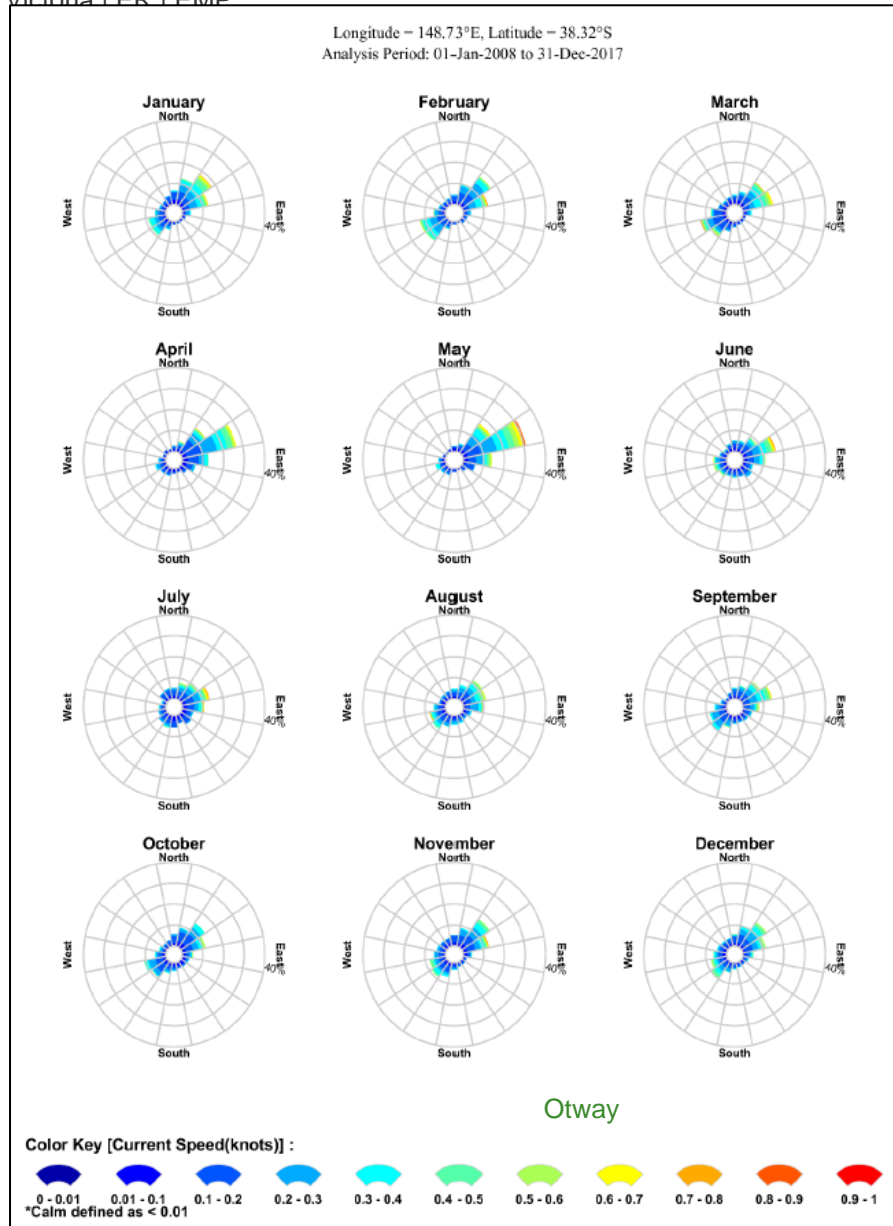 Longitude = 148.73°E, Latitude = 38.32°S
Analysis Period: 01-Jan-2008 to 31-Dec-2017
January
North
West
East
40%
South
February
North
West
East
40%
South
March
North
West
East
40%
South
April
North
West
East
40%
South
May
North
West
East
40%
South
June
North
West
East
40%
South
July
North
West
East
40%
South
August
North
West
East
40%
South
September
North
West
East
40%
South
October
North
West
East
40%
South
November
North
West
East
40%
South
December
North
West
East
40%
South
Otway
Color Key [Current Speed(knots)] :
0 - 0.01 0.01 - 0.1 0.1 - 0.2 0.2 - 0.3 0.3 - 0.4 0.4 - 0.5 0.5 - 0.6 0.6 - 0.7 0.7 - 0.8 0.8 - 0.9 0.9 - 1
*Calm defined as < 0.01